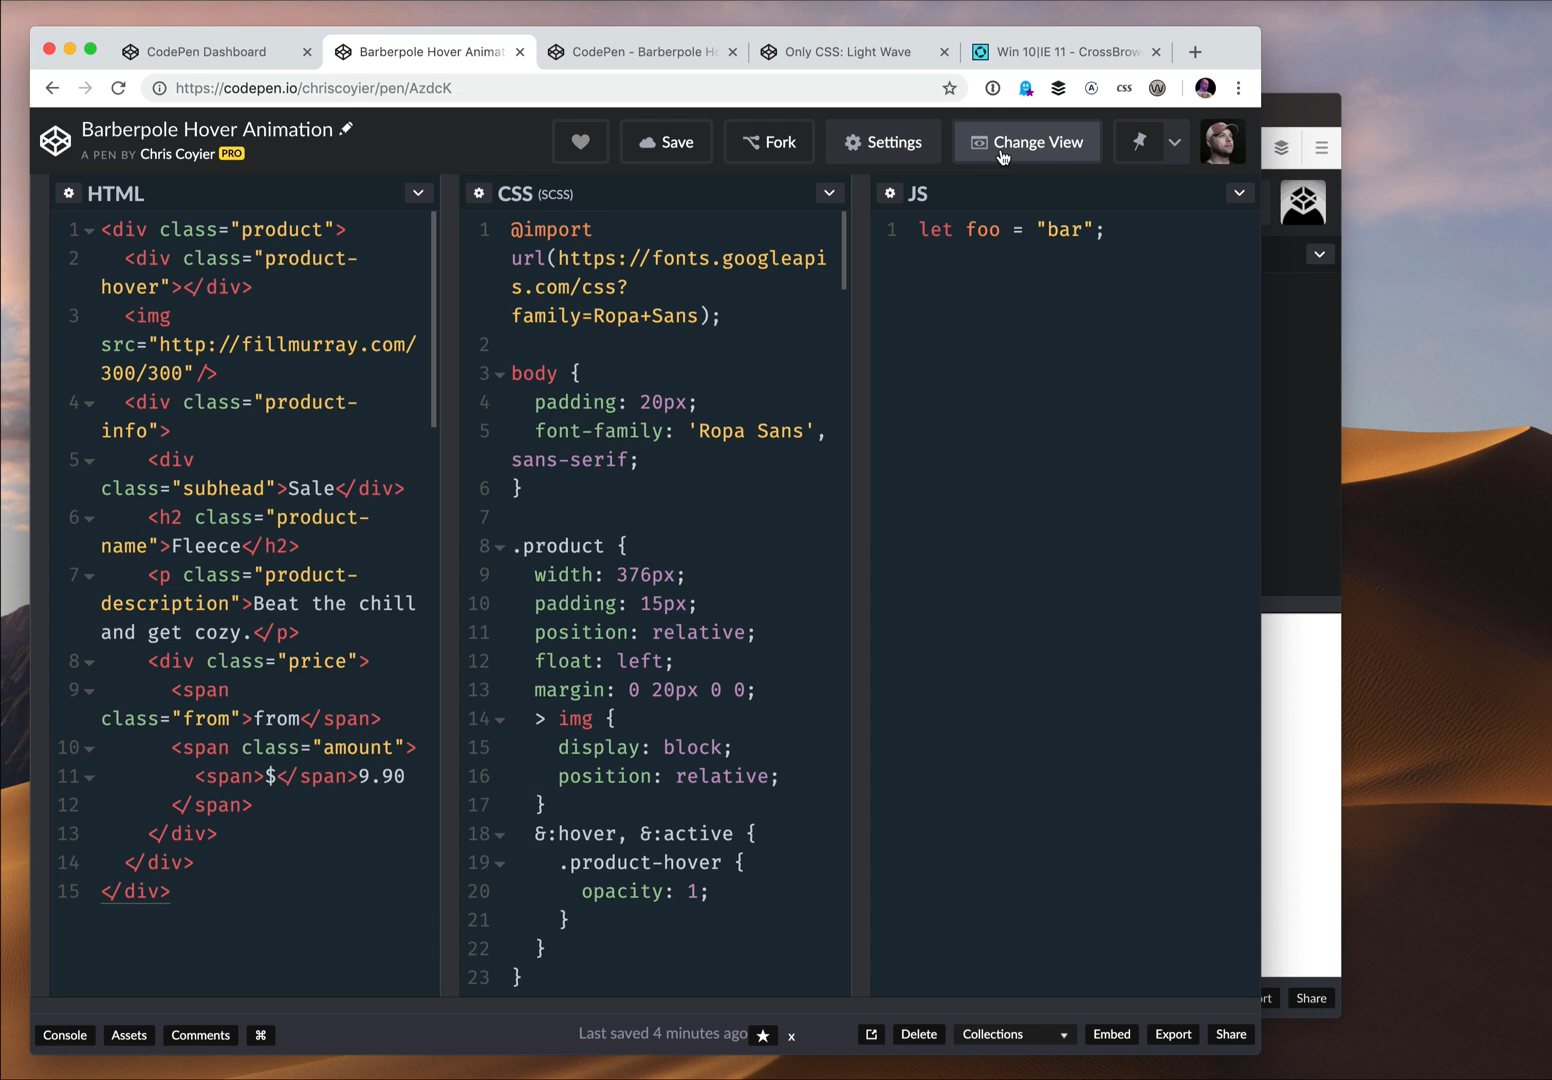 CodePen Dashboard
Barberpole Hover Animat
CodePen - Barberpole Ho
Only CSS: Light Wave
Win 10|IE 11 - CrossBrow
https://codepen.io/chriscoyier/pen/AzdcK
css
Barberpole Hover Animation
A PEN BY Chris Coyier PRO
Save
Fork
Settings
Change View
HTML
1 <div class="product">
2 <div class="product-
hover"></div>
3 <img
src="http://fillmurray.com/
300/300"/>
4 <div class="product-
info">
5 <div
class="subhead">Sale</div>
6 <h2 class="product-
name">Fleece</h2>
7 <p class="product-
description">Beat the chill
and get cozy.</p>
8 <div class="price">
9 <span
class="from">from</span>
10 <span class="amount">
11 <span>$</span>9.90
12 </span>
13 </div>
14 </div>
15 </div>
CSS (SCSS)
1 @import
url(https://fonts.googleapi
s.com/css?
family=Ropa+Sans);
2
3 body {
4 padding: 20px;
5 font-family: 'Ropa Sans',
sans-serif;
6 }
7
8 .product {
9 width: 376px;
10 padding: 15px;
11 position: relative;
12 float: left;
13 margin: 0 20px 0 0;
14 > img {
15 display: block;
16 position: relative;
17 }
18 &:hover, &:active {
19 .product-hover {
20 opacity: 1;
21 }
22 }
23 }
JS
1 let foo = "bar";
Console
Assets
Comments
⌘
Last saved 4 minutes ago
x
Delete
Collections
Embed
Export
Share
rt
Share